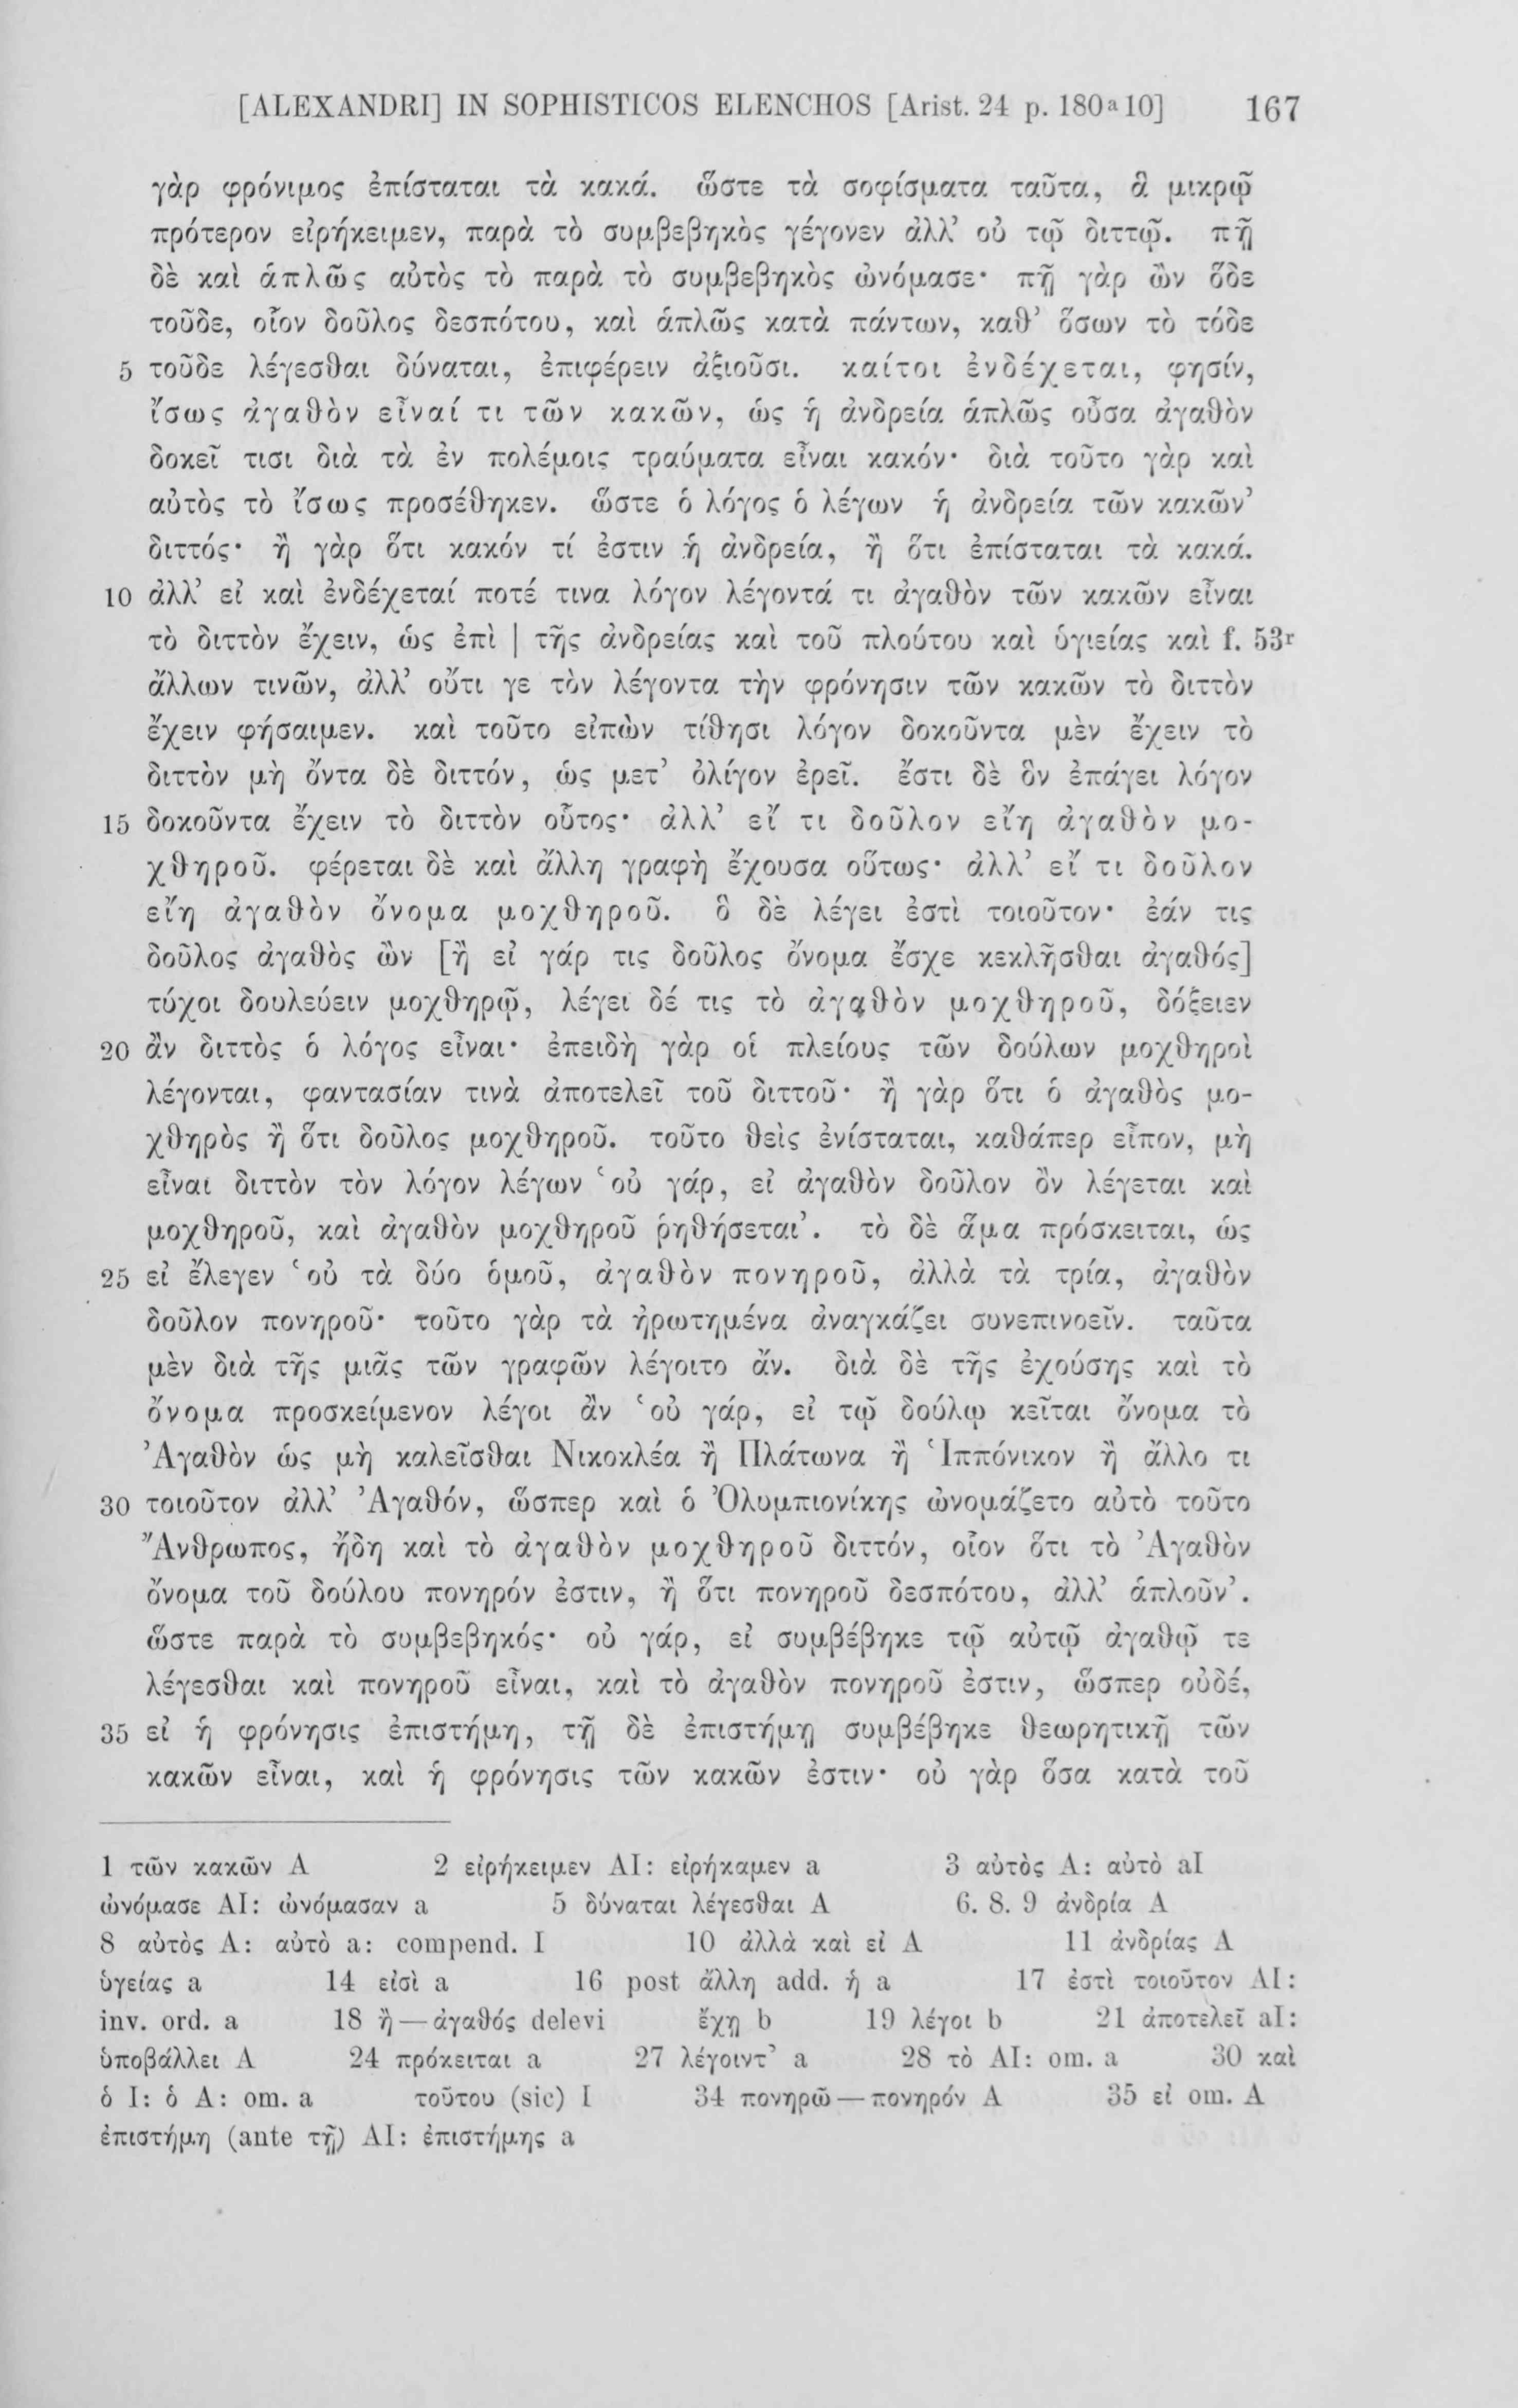 [ALEXANDRI] IN SOPHISTICOS ELENCHOS [Arist. 24 p. 180ᵃ10] 167
γὰρ φρόνιμος ἐπίσταται τὰ κακά. ὥστε τὰ σοφίσματα ταῦτα, ἃ μικρῷ
πρότερον εἰρήκειμεν, παρὰ τὸ συμβεβηκὸς γέγονεν ἀλλ’ οὐ τῷ διττῷ. πῇ
δὲ καὶ ἁπλῶς αὐτὸς τὸ παρὰ τὸ συμβεβηκὸς ὠνόμασε· πῇ γὰρ ὢν ὅδε
τοῦδε, οἷον δοῦλος δεσπότου, καὶ ἁπλῶς κατὰ πάντων, καθ’ ὅσων τὸ τόδε
5 τοῦδε λέγεσθαι δύναται, ἐπιφέρειν ἀξιοῦσι. καίτοι ἐνδέχεται, φησίν,
ἴσως ἀγαθὸν εἶναί τι τῶν κακῶν, ὡς ἡ ἀνδρεία ἁπλῶς οὖσα ἀγαθὸν
δοκεῖ τισι διὰ τὰ ἐν πολέμοις τραύματα εἶναι κακόν· διὰ τοῦτο γὰρ καὶ
αὐτὸς τὸ ἴσως προσέθηκεν. ὥστε ὁ λόγος ὁ λέγων ἡ ἀνδρεία τῶν κακῶν’
διττός· ἢ γὰρ ὅτι κακόν τί ἐστιν ἡ ἀνδρεία, ἢ ὅτι ἐπίσταται τὰ κακά.
10 ἀλλ’ εἰ καὶ ἐνδέχεταί ποτέ τινα λόγον λέγοντά τι ἀγαθὸν τῶν κακῶν εἶναι
τὸ διττὸν ἔχειν, ὡς ἐπὶ | τῆς ἀνδρείας καὶ τοῦ πλούτου καὶ ὑγιείας καὶ f. 53ʳ
ἄλλων τινῶν, ἀλλ’ οὔτι γε τὸν λέγοντα τὴν φρόνησιν τῶν κακῶν τὸ διττὸν
ἔχειν φήσαιμεν. καὶ τοῦτο εἰπὼν τίθησι λόγον δοκοῦντα μὲν ἔχειν τὸ
διττὸν μὴ ὄντα δὲ διττόν, ὡς μετ’ ὀλίγον ἐρεῖ. ἔστι δὲ ὃν ἐπάγει λόγον
15 δοκοῦντα ἔχειν τὸ διττὸν οὗτος· ἀλλ’ εἴ τι δοῦλον εἴη ἀγαθὸν μο-
χθηροῦ. φέρεται δὲ καὶ ἄλλη γραφὴ ἔχουσα οὕτως· ἀλλ’ εἴ τι δοῦλον
εἴη ἀγαθὸν ὄνομα μοχθηροῦ. ὃ δὲ λέγει ἐστὶ τοιοῦτον· ἐάν τις
δοῦλος ἀγαθὸς ὢν [ἢ εἰ γάρ τις δοῦλος ὄνομα ἔσχε κεκλῆσθαι ἀγαθός]
τύχοι δουλεύειν μοχθηρῷ, λέγει δέ τις τὸ ἀγαθὸν μοχθηροῦ, δόξειεν
20 ἂν διττὸς ὁ λόγος εἶναι· ἐπειδὴ γὰρ οἱ πλείους τῶν δούλων μοχθηροὶ
λέγονται, φαντασίαν τινὰ ἀποτελεῖ τοῦ διττοῦ· ἢ γὰρ ὅτι ὁ ἀγαθὸς μο-
χθηρὸς ἢ ὅτι δοῦλος μοχθηροῦ. τοῦτο θεὶς ἐνίσταται, καθάπερ εἶπον, μὴ
εἶναι διττὸν τὸν λόγον λέγων ‘οὐ γάρ, εἰ ἀγαθὸν δοῦλον ὂν λέγεται καὶ
μοχθηροῦ, καὶ ἀγαθὸν μοχθηροῦ ῥηθήσεται’. τὸ δὲ ἅμα πρόσκειται, ὡς
25 εἰ ἔλεγεν ‘οὐ τὰ δύο ὁμοῦ, ἀγαθὸν πονηροῦ, ἀλλὰ τὰ τρία, ἀγαθὸν
δοῦλον πονηροῦ· τοῦτο γὰρ τὰ ἠρωτημένα ἀναγκάζει συνεπινοεῖν. ταῦτα
μὲν διὰ τῆς μιᾶς τῶν γραφῶν λέγοιτο ἄν. διὰ δὲ τῆς ἐχούσης καὶ τὸ
ὄνομα προσκείμενον λέγοι ἂν ‘οὐ γάρ, εἰ τῷ δούλῳ κεῖται ὄνομα τὸ
Ἀγαθὸν ὡς μὴ καλεῖσθαι Νικοκλέα ἢ Πλάτωνα ἢ Ἱππόνικον ἢ ἄλλο τι
30 τοιοῦτον ἀλλ’ Ἀγαθόν, ὥσπερ καὶ ὁ Ὀλυμπιονίκης ὠνομάζετο αὐτὸ τοῦτο
Ἄνθρωπος, ἤδη καὶ τὸ ἀγαθὸν μοχθηροῦ διττόν, οἷον ὅτι τὸ Ἀγαθὸν
ὄνομα τοῦ δούλου πονηρόν ἐστιν, ἢ ὅτι πονηροῦ δεσπότου, ἀλλ’ ἁπλοῦν’.
ὥστε παρὰ τὸ συμβεβηκός· οὐ γάρ, εἰ συμβέβηκε τῷ αὐτῷ ἀγαθῷ τε
λέγεσθαι καὶ πονηροῦ εἶναι, καὶ τὸ ἀγαθὸν πονηροῦ ἐστιν, ὥσπερ οὐδέ,
35 εἰ ἡ φρόνησις ἐπιστήμη, τῇ δὲ ἐπιστήμῃ συμβέβηκε θεωρητικῇ τῶν
κακῶν εἶναι, καὶ ἡ φρόνησις τῶν κακῶν ἐστιν· οὐ γὰρ ὅσα κατὰ τοῦ
1 τῶν κακῶν A 2 εἰρήκειμεν AI: εἰρήκαμεν a 3 αὐτὸς A: αὐτὸ aI
ὠνόμασε AI: ὠνόμασαν a 5 δύναται λέγεσθαι A 6. 8. 9 ἀνδρία A
8 αὐτὸς A: αὐτὸ a: compend. I 10 ἀλλὰ καὶ εἰ A 11 ἀνδρίας A
ὑγείας a 14 εἰσὶ a 16 post ἄλλη add. ἡ a 17 ἐστὶ τοιοῦτον AI:
inv. ord. a 18 ἢ — ἀγαθός delevi ἔχῃ b 19 λέγοι b 21 ἀποτελεῖ aI:
ὑποβάλλει A 24 πρόκειται a 27 λέγοιντ’ a 28 τὸ AI: om. a 30 καὶ
ὁ I: ὁ A: om. a τοῦτου (sic) I 34 πονηρῶ — πονηρόν A 35 εἰ om. A
ἐπιστήμη (ante τῇ) AI: ἐπιστήμης a